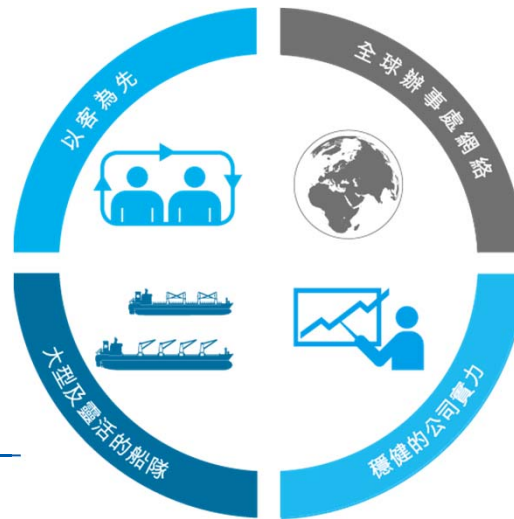 以客為先
全球辦事處網絡
大型及靈活的船隊
穩健的公司實力